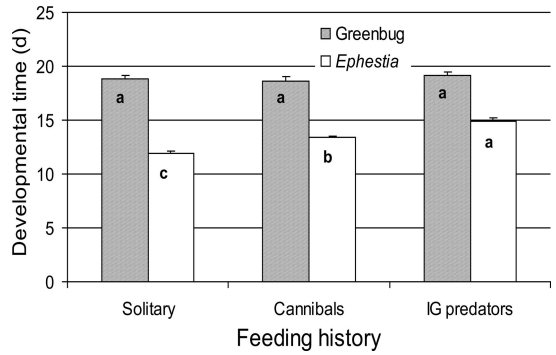 Developmental time (d)
25
20
15
10
5
0
Greenbug
Ephestia
a
c
a
b
a
a
Solitary
Cannibals
IG predators
Feeding history